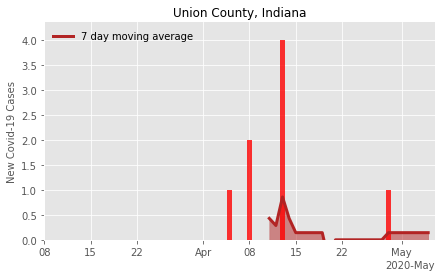 Union County, Indiana
7 day moving average
New Covid-19 Cases
4.0
3.5
3.0
2.5
2.0
1.5
1.0
0.5
0.0
08 15 22 Apr 08 15 22 May
2020-May